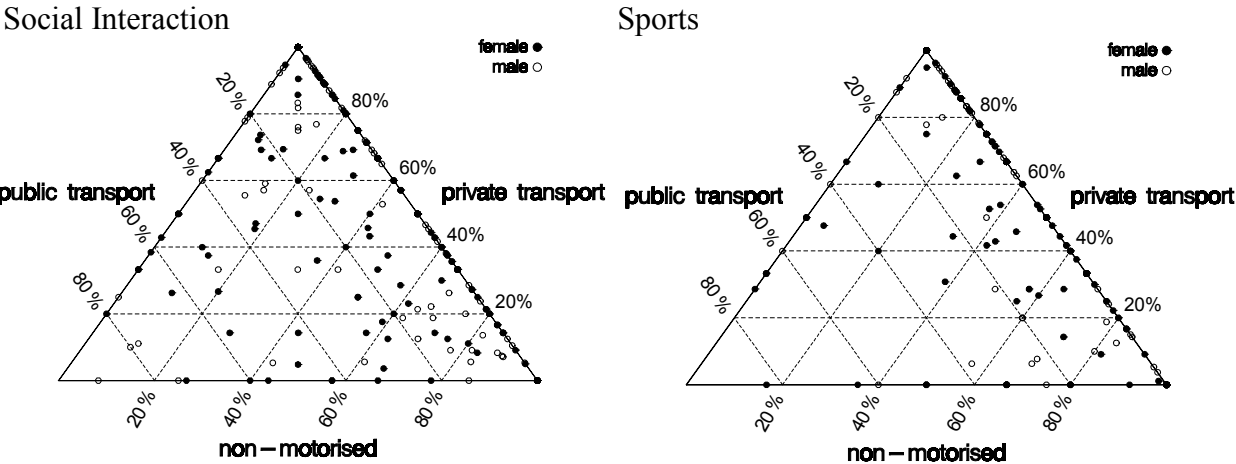 Social Interaction
female
male
20 %
40 %
60 %
80 %
80%
60%
40%
20%
public transport
private transport
20 %
40 %
60 %
80 %
non – motorised
Sports
female
male
20 %
40 %
60 %
80 %
80%
60%
40%
20%
public transport
private transport
20 %
40 %
60 %
80 %
non – motorised